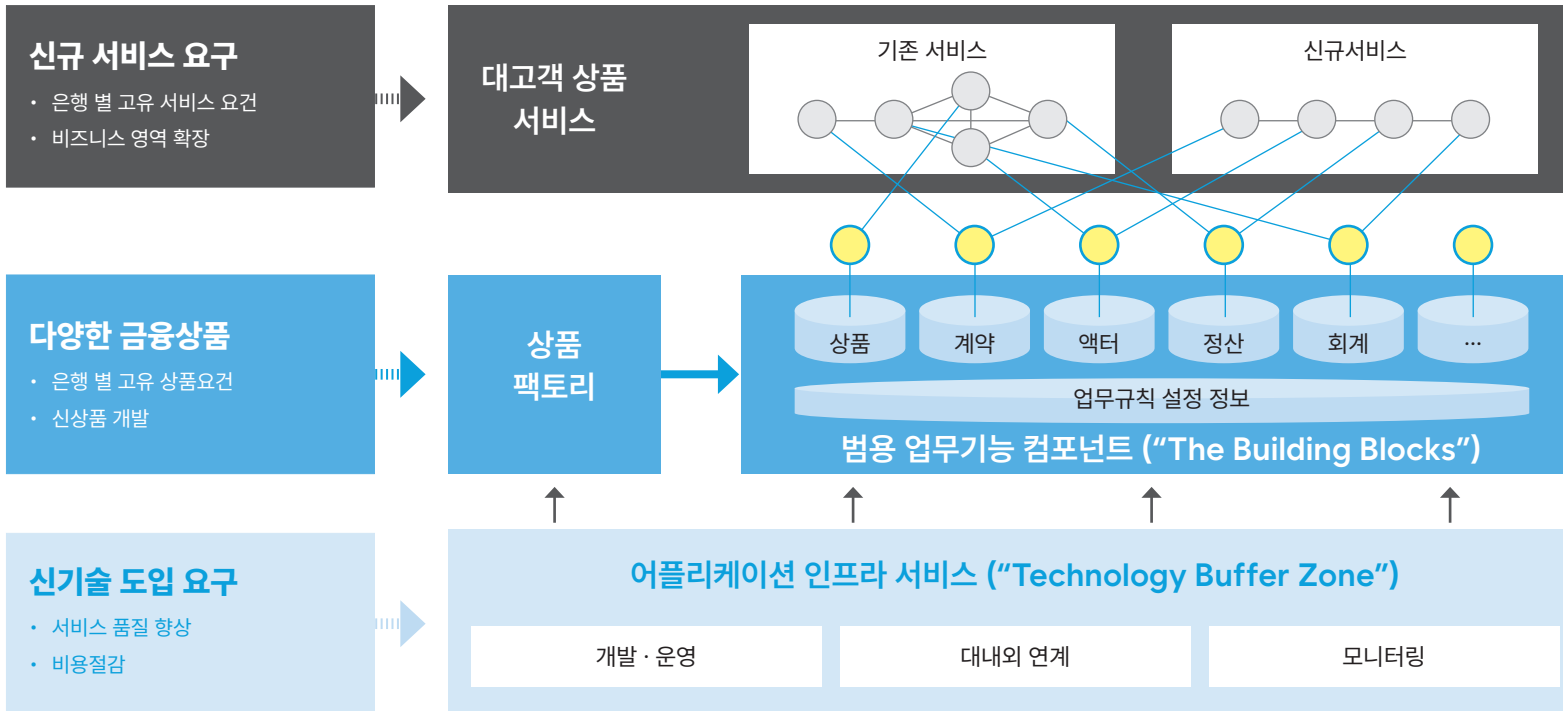 신규 서비스 요구
• 은행 별 고유 서비스 요건
• 비즈니스 영역 확장
대고객 상품
서비스
기존 서비스
신규서비스
다양한 금융상품
• 은행 별 고유 상품요건
• 신상품 개발
상품
팩토리
상품
계약
액터
정산
회계
...
업무규칙 설정 정보
범용 업무기능 컴포넌트 (“The Building Blocks”)
신기술 도입 요구
• 서비스 품질 향상
• 비용절감
어플리케이션 인프라 서비스 (“Technology Buffer Zone”)
개발 · 운영
대내외 연계
모니터링